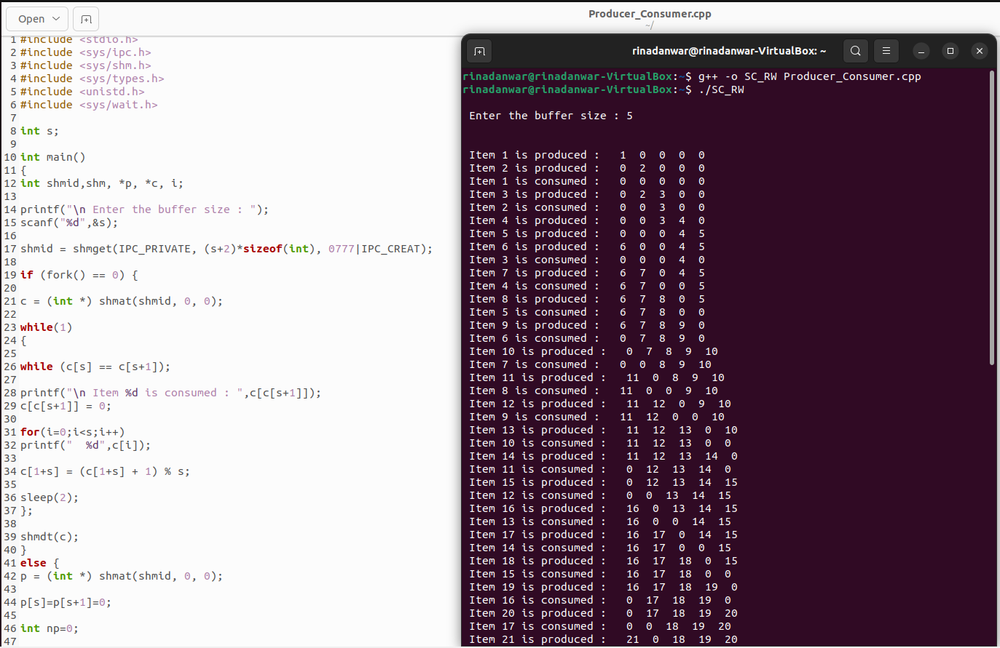 Open
Producer_Consumer.cpp
~/
1 #include <stdio.h>
2 #include <sys/ipc.h>
3 #include <sys/shm.h>
4 #include <sys/types.h>
5 #include <unistd.h>
6 #include <sys/wait.h>
7
8 int s;
9
10 int main()
11 {
12 int shmid,shm, *p, *c, i;
13
14 printf("\n Enter the buffer size : ");
15 scanf("%d",&s);
16
17 shmid = shmget(IPC_PRIVATE, (s+2)*sizeof(int), 0777|IPC_CREAT);
18
19 if (fork() == 0) {
20
21 c = (int *) shmat(shmid, 0, 0);
22
23 while(1)
24 {
25
26 while (c[s] == c[s+1]);
27
28 printf("\n Item %d is consumed : ",c[c[s+1]]);
29 c[c[s+1]] = 0;
30
31 for(i=0;i<s;i++)
32 printf("  %d",c[i]);
33
34 c[1+s] = (c[1+s] + 1) % s;
35
36 sleep(2);
37 };
38
39 shmdt(c);
40 }
41 else {
42 p = (int *) shmat(shmid, 0, 0);
43
44 p[s]=p[s+1]=0;
45
46 int np=0;
47
rinadanwar@rinadanwar-VirtualBox: ~
rinadanwar@rinadanwar-VirtualBox:~$ g++ -o SC_RW Producer_Consumer.cpp
rinadanwar@rinadanwar-VirtualBox:~$ ./SC_RW
Enter the buffer size : 5
Item 1 is produced :   1  0  0  0  0
Item 2 is produced :   0  2  0  0  0
Item 1 is consumed :   0  0  0  0  0
Item 3 is produced :   0  2  3  0  0
Item 2 is consumed :   0  0  3  0  0
Item 4 is produced :   0  0  3  4  0
Item 5 is produced :   0  0  0  4  5
Item 6 is produced :   6  0  0  4  5
Item 3 is consumed :   0  0  0  4  0
Item 7 is produced :   6  7  0  4  5
Item 4 is consumed :   6  7  0  0  5
Item 8 is produced :   6  7  8  0  5
Item 5 is consumed :   6  7  8  0  0
Item 9 is produced :   6  7  8  9  0
Item 6 is consumed :   0  7  8  9  0
Item 10 is produced :   0  7  8  9  10
Item 7 is consumed :   0  0  8  9  10
Item 11 is produced :   11  0  8  9  10
Item 8 is consumed :   11  0  0  9  10
Item 12 is produced :   11  12  0  9  10
Item 9 is consumed :   11  12  0  0  10
Item 13 is produced :   11  12  13  0  10
Item 10 is consumed :   11  12  13  0  0
Item 14 is produced :   11  12  13  14  0
Item 11 is consumed :   0  12  13  14  0
Item 15 is produced :   0  12  13  14  15
Item 12 is consumed :   0  0  13  14  15
Item 16 is produced :   16  0  13  14  15
Item 13 is consumed :   16  0  0  14  15
Item 17 is produced :   16  17  0  14  15
Item 14 is consumed :   16  17  0  0  15
Item 18 is produced :   16  17  18  0  15
Item 15 is consumed :   16  17  18  0  0
Item 19 is produced :   16  17  18  19  0
Item 16 is consumed :   0  17  18  19  0
Item 20 is produced :   0  17  18  19  20
Item 17 is consumed :   0  0  18  19  20
Item 21 is produced :   21  0  18  19  20